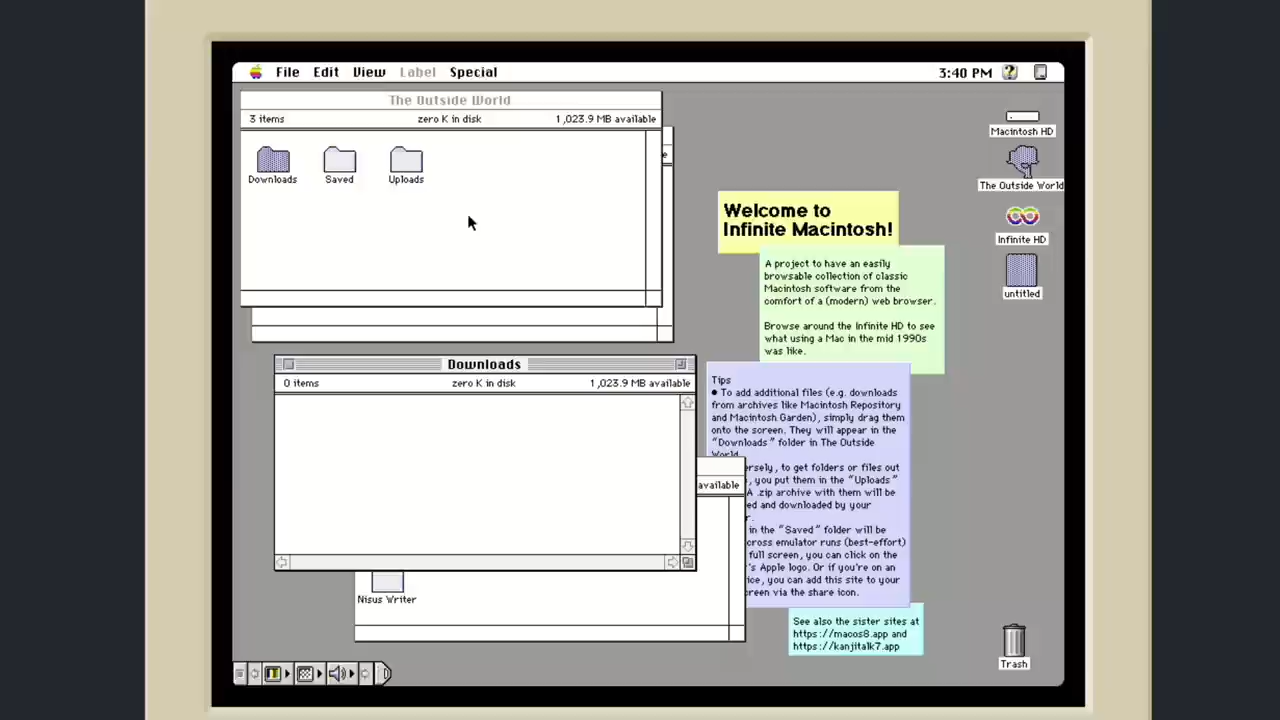 File Edit View Label Special 3:40 PM
The Outside World
3 items zero K in disk 1,023.9 MB available
Downloads Saved Uploads
Macintosh HD
The Outside World
Infinite HD
untitled
Welcome to
Infinite Macintosh!
A project to have an easily
browsable collection of classic
Macintosh software from the
comfort of a (modern) web browser.
Browse around the Infinite HD to see
what using a Mac in the mid 1990s
was like.
Downloads
0 items zero K in disk 1,023.9 MB available
Tips
● To add additional files (e.g. downloads
from archives like Macintosh Repository
and Macintosh Garden), simply drag them
onto the screen. They will appear in the
"Downloads" folder in The Outside
World.
ersely, to get folders or files out
, you put them in the "Uploads"
A .zip archive with them will be
ed and downloaded by your
r.
in the "Saved" folder will be
cross emulator runs (best-effort)
full screen, you can click on the
r's Apple logo. Or if you're on an
ice, you can add this site to your
reen via the share icon.
available
Nisus Writer
See also the sister sites at
https://macos8.app and
https://kanjitalk7.app
Trash